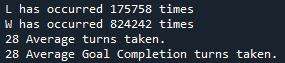 L has occurred 175758 times
W has occurred 824242 times
28 Average turns taken.
28 Average Goal Completion turns taken.